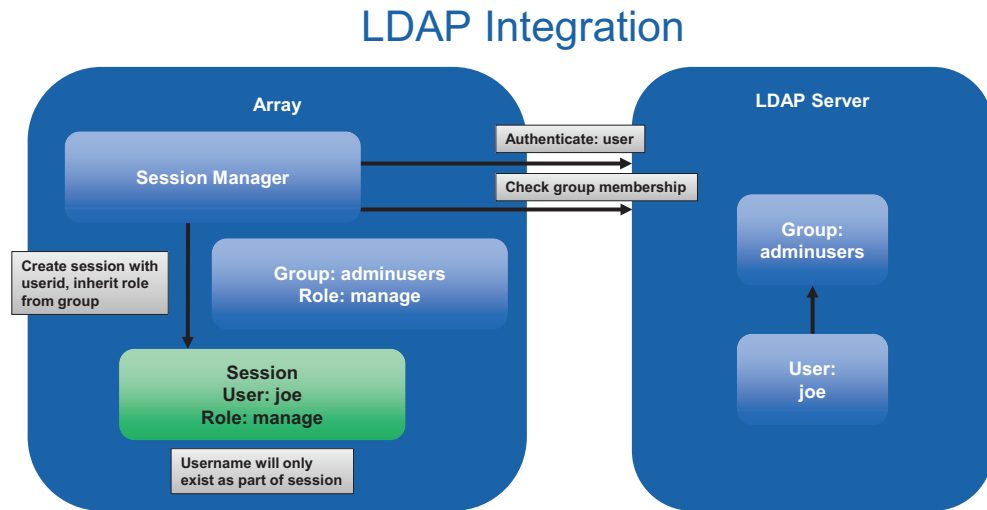 LDAP Integration
Array
LDAP Server
Authenticate: user
Session Manager
Check group membership
Group:
adminusers
Create session with
userid, inherit role
from group
Group: adminusers
Role: manage
Session
User: joe
Role: manage
User:
joe
Username will only
exist as part of session